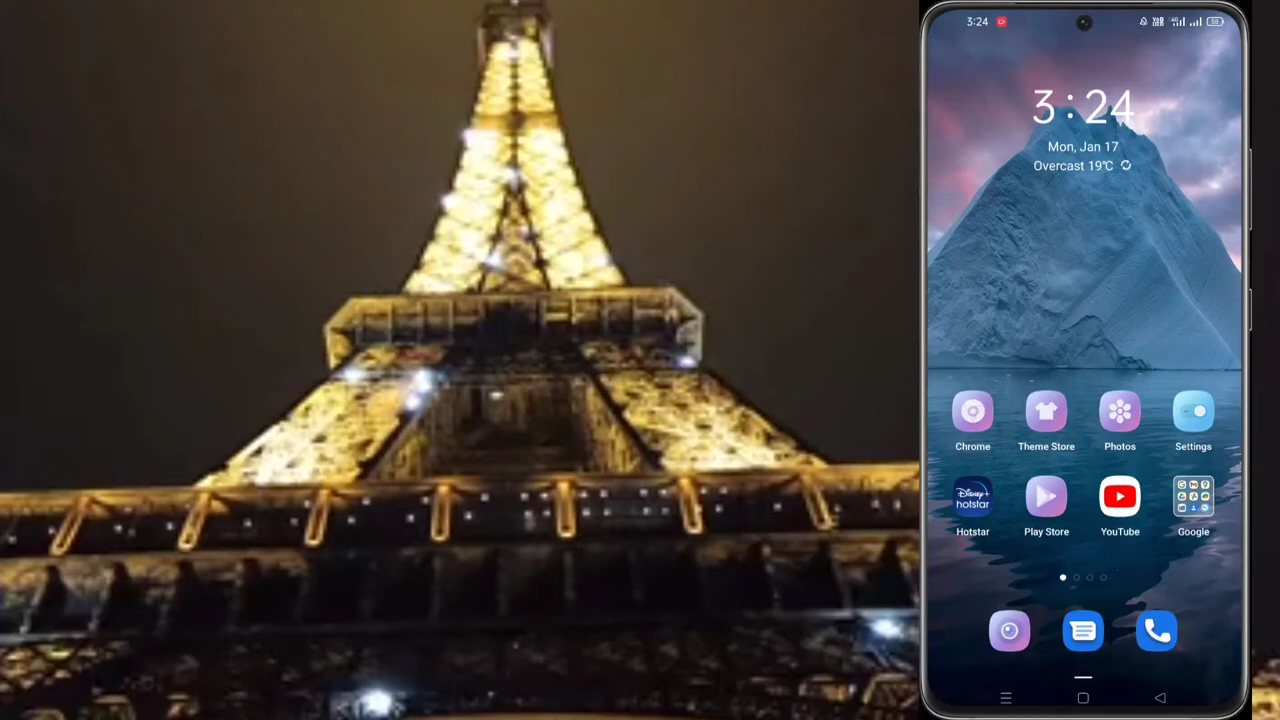 3:24
58
3:24
Mon, Jan 17
Overcast 19°C
Chrome
Theme Store
Photos
Settings
Disney+
hotstar
Hotstar
Play Store
YouTube
Google